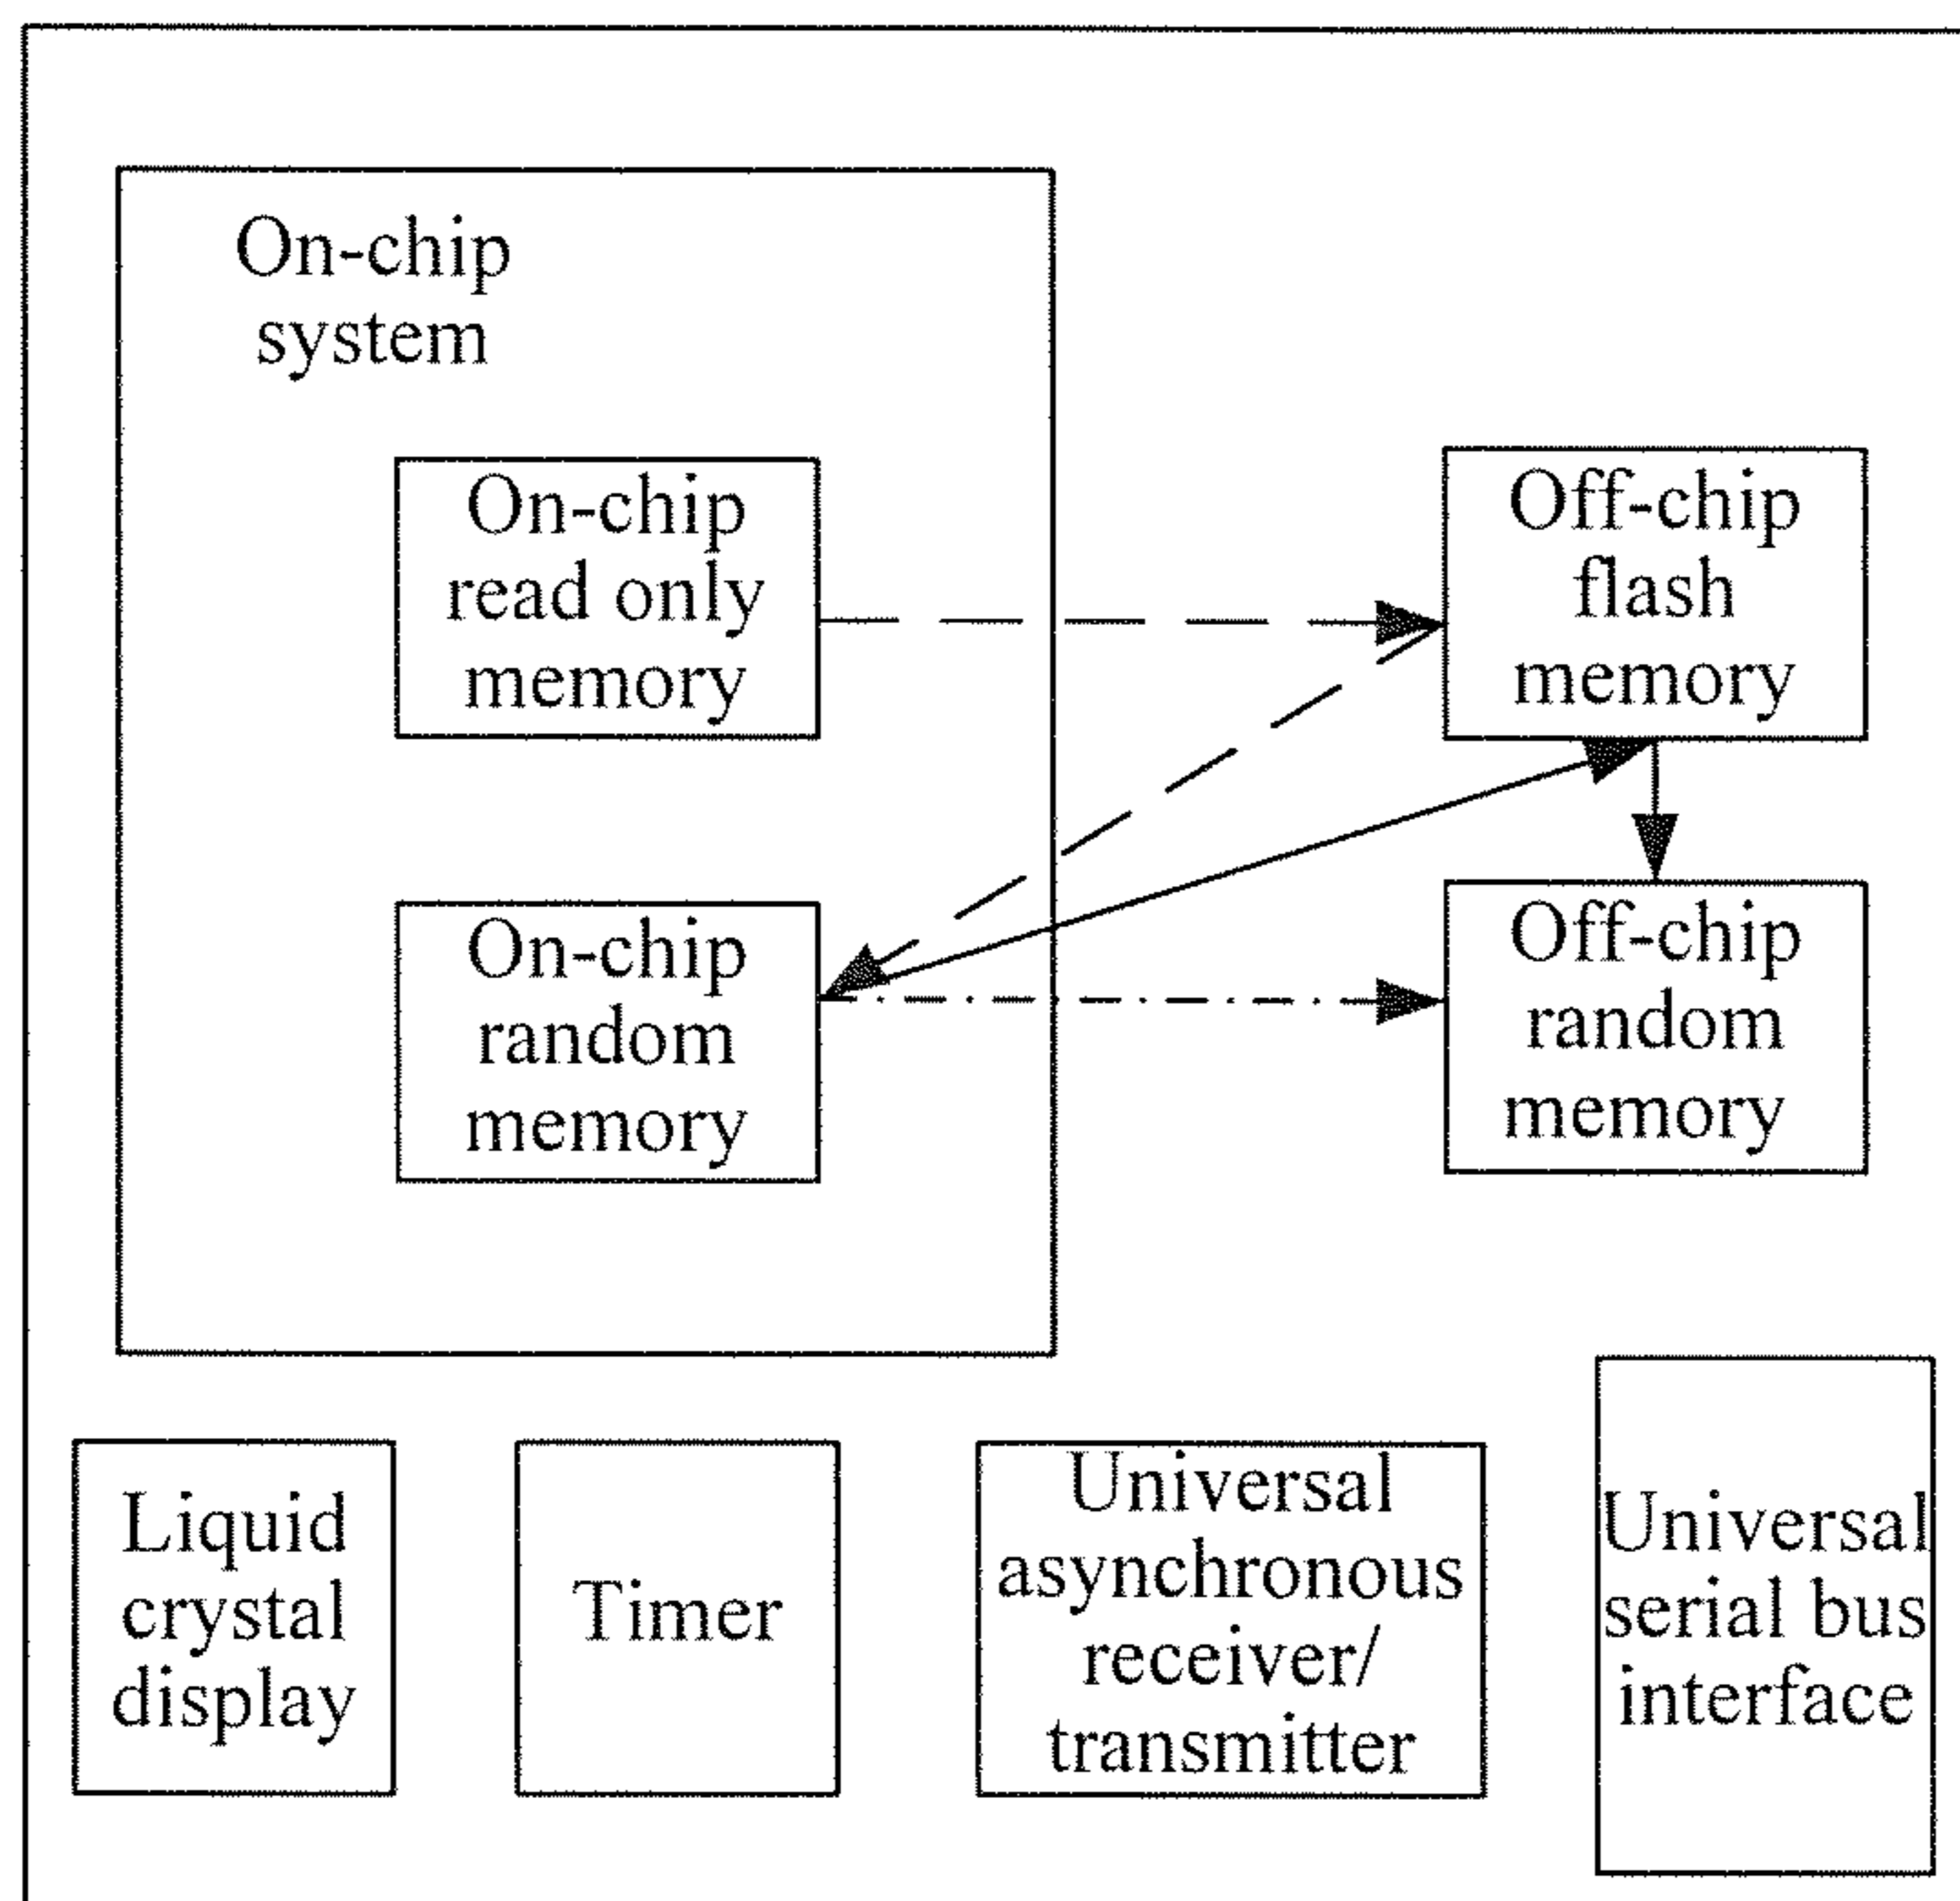 On-chip
system
On-chip
read only
memory
Off-chip
flash
memory
On-chip
random
memory
Off-chip
random
memory
Liquid
crystal
display
Timer
Universal
asynchronous
receiver/
transmitter
Universal
serial bus
interface